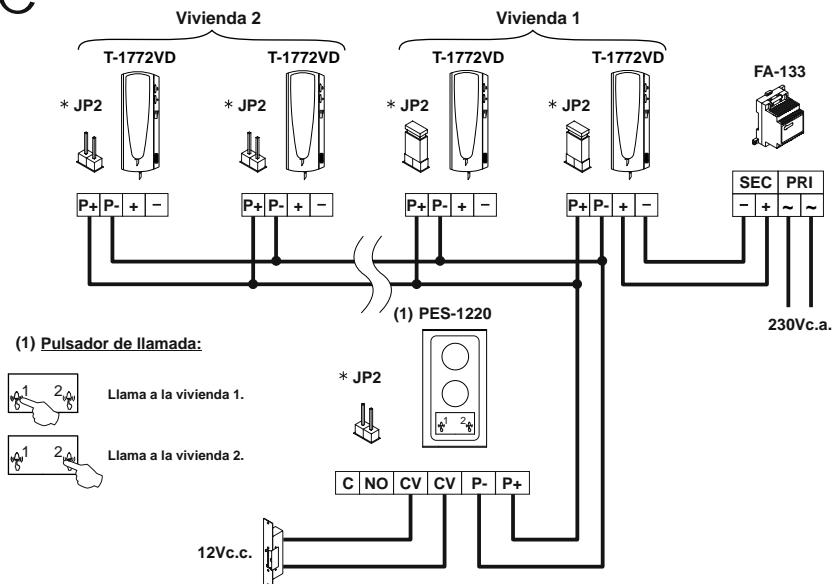 C
Vivienda 2 Vivienda 1
T-1772VD T-1772VD T-1772VD T-1772VD
FA-133
* JP2 * JP2 * JP2 * JP2
SEC PRI
P+ P- + − P+ P- + − P+ P- + − P+ P- + − − + ~ ~
230Vc.a.
(1) PES-1220
(1) Pulsador de llamada:
* JP2
1 2 Llama a la vivienda 1.
1 2
1 2 Llama a la vivienda 2.
C NO CV CV P- P+
12Vc.c.